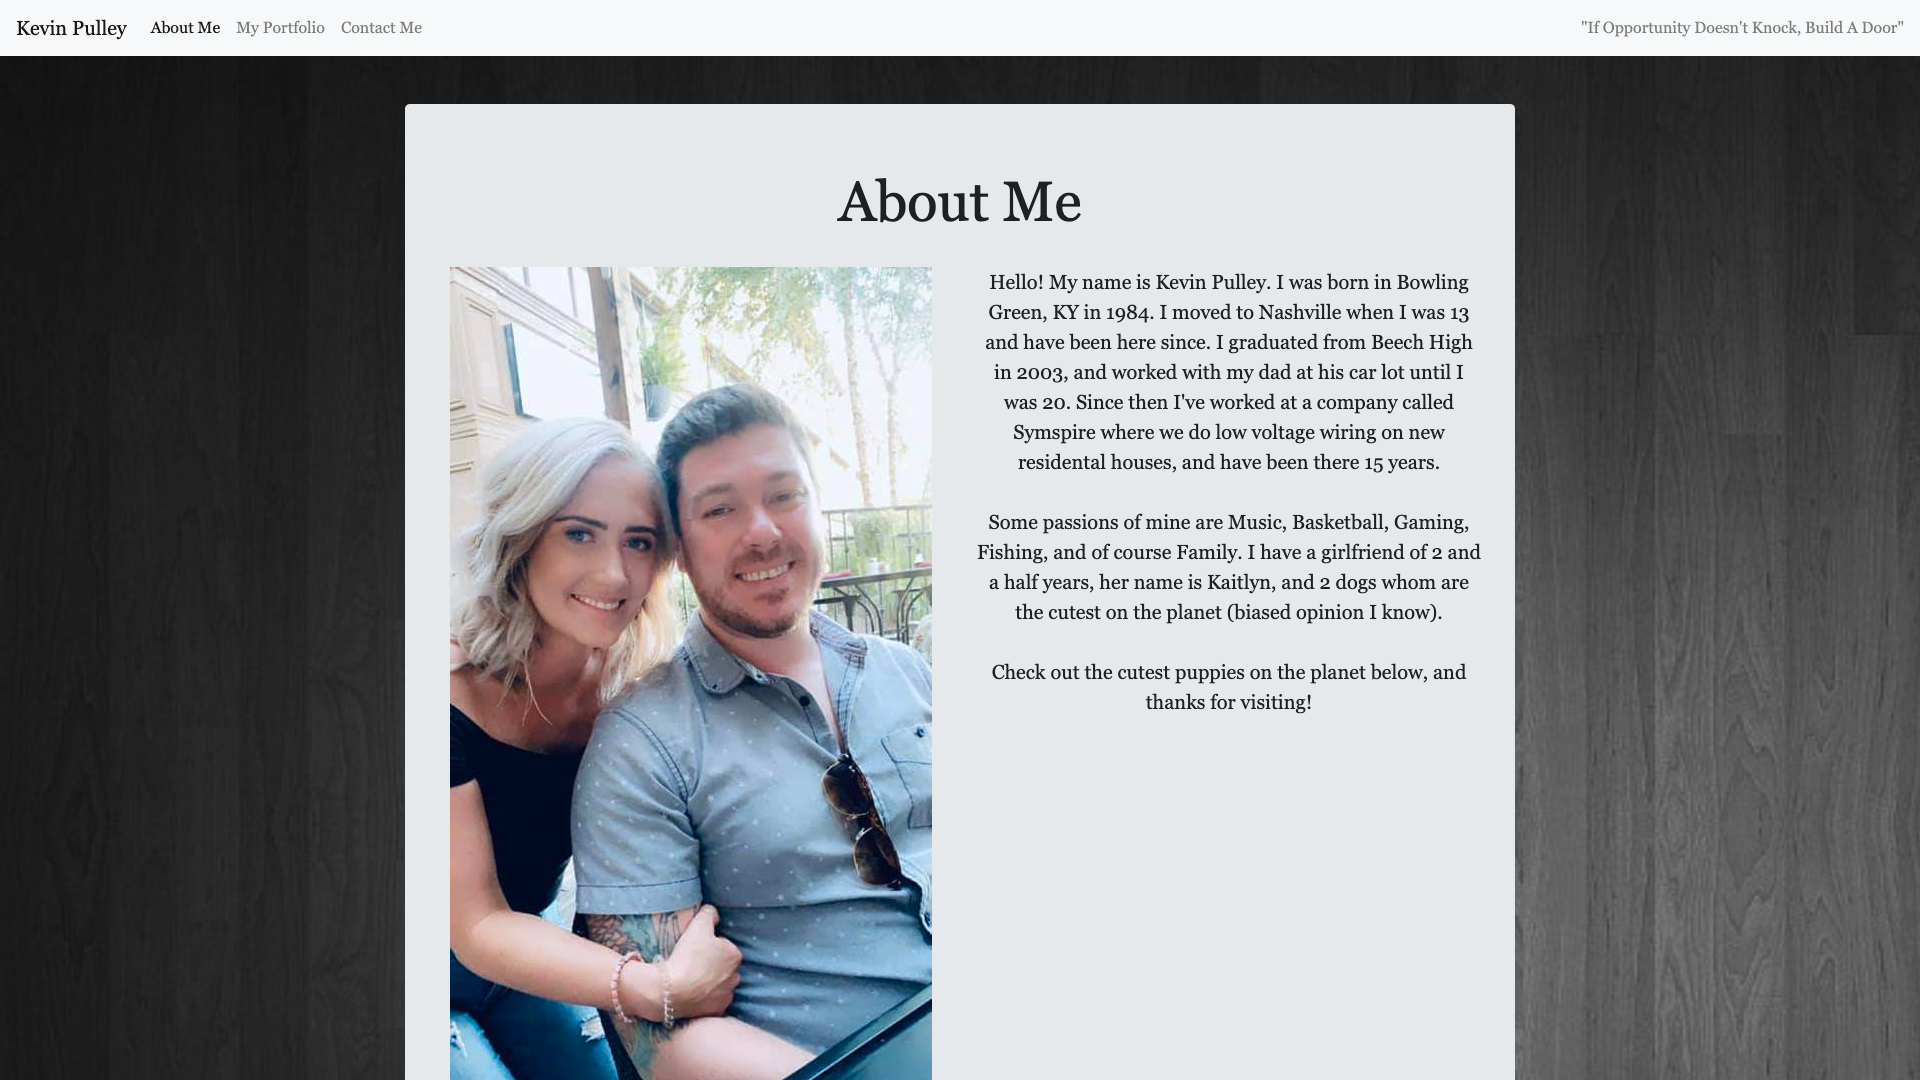 Kevin Pulley About Me My Portfolio Contact Me "If Opportunity Doesn't Knock, Build A Door"
About Me
Hello! My name is Kevin Pulley. I was born in Bowling
Green, KY in 1984. I moved to Nashville when I was 13
and have been here since. I graduated from Beech High
in 2003, and worked with my dad at his car lot until I
was 20. Since then I've worked at a company called
Symspire where we do low voltage wiring on new
residental houses, and have been there 15 years.
Some passions of mine are Music, Basketball, Gaming,
Fishing, and of course Family. I have a girlfriend of 2 and
a half years, her name is Kaitlyn, and 2 dogs whom are
the cutest on the planet (biased opinion I know).
Check out the cutest puppies on the planet below, and
thanks for visiting!